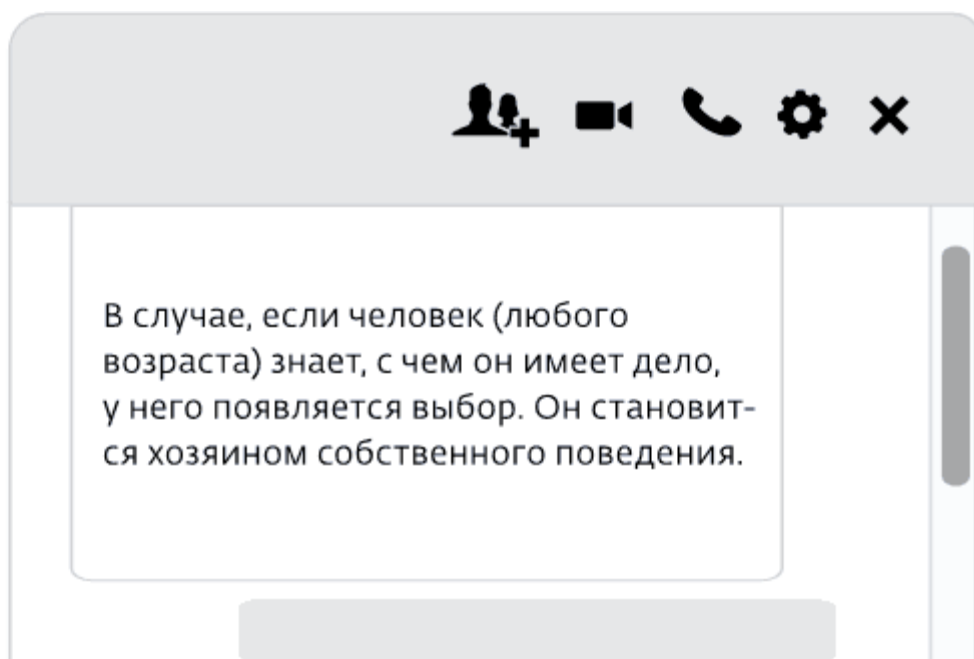 В случае, если человек (любого
возраста) знает, с чем он имеет дело,
у него появляется выбор. Он становит-
ся хозяином собственного поведения.